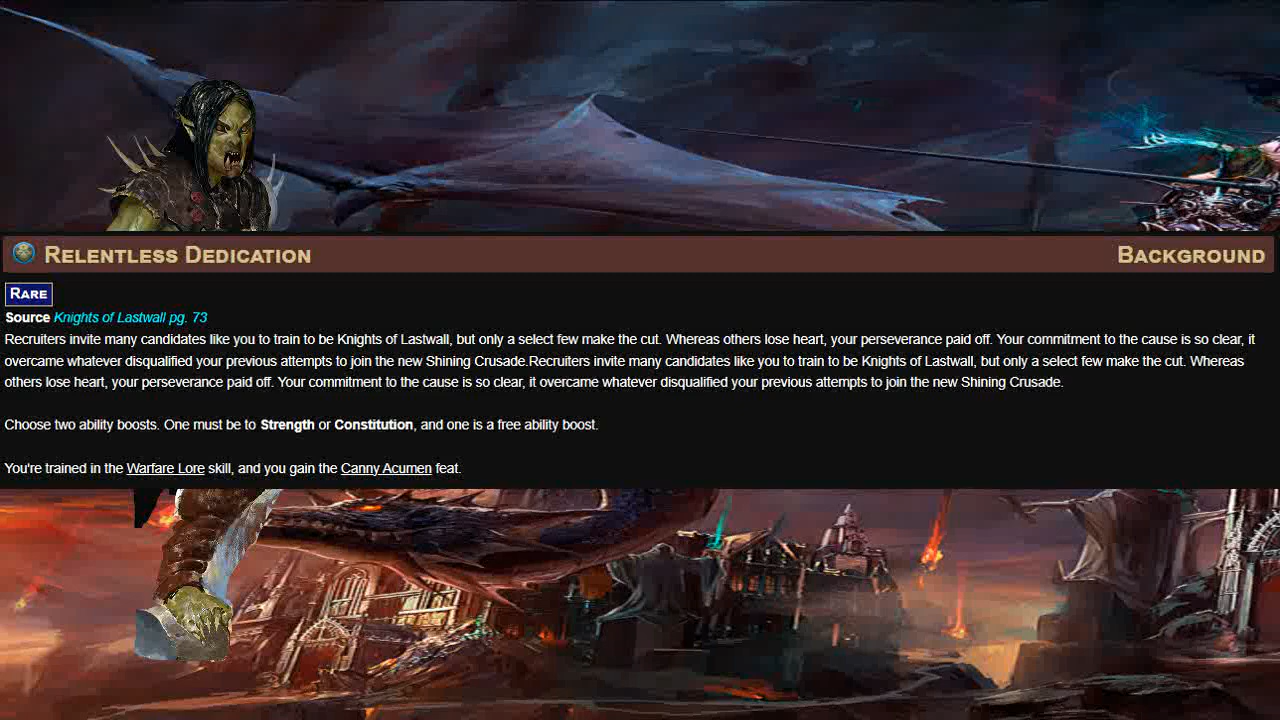 Relentless Dedication Background
Rare
Source Knights of Lastwall pg. 73
Recruiters invite many candidates like you to train to be Knights of Lastwall, but only a select few make the cut. Whereas others lose heart, your perseverance paid off. Your commitment to the cause is so clear, it
overcame whatever disqualified your previous attempts to join the new Shining Crusade.Recruiters invite many candidates like you to train to be Knights of Lastwall, but only a select few make the cut. Whereas
others lose heart, your perseverance paid off. Your commitment to the cause is so clear, it overcame whatever disqualified your previous attempts to join the new Shining Crusade.
Choose two ability boosts. One must be to Strength or Constitution, and one is a free ability boost.
You're trained in the Warfare Lore skill, and you gain the Canny Acumen feat.